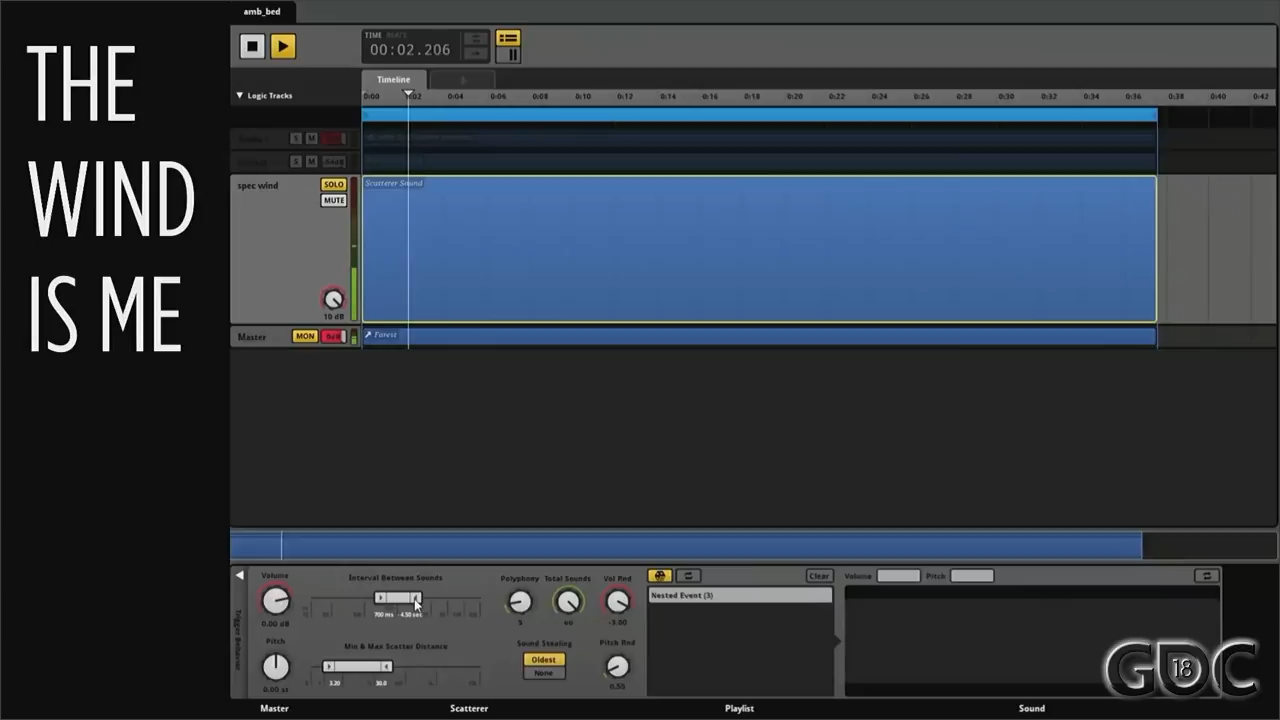 THE
WIND
IS ME
amb_bed
TIME BEATS
00:02.206
Timeline
Logic Tracks
0:00 0:02 0:04 0:06 0:08 0:10 0:12 0:14 0:16 0:18 0:20 0:22 0:24 0:26 0:28 0:30 0:32 0:34 0:36 0:38 0:40 0:42
S M
S M
spec wind SOLO Scatterer Sound
MUTE
10 dB
Master MON 0dB Forest
Volume Interval Between Sounds Polyphony Total Sounds Vol Rnd Clear Volume Pitch
Nested Event (3)
0.00 dB 700 ms - 4.50 sec 5 oo -3.00
Pitch Min & Max Scatter Distance Sound Stealing Pitch Rnd
Oldest
None
0.00 st 3.20 30.0 0.50
Trigger Behavior
GDC 18
Master Scatterer Playlist Sound